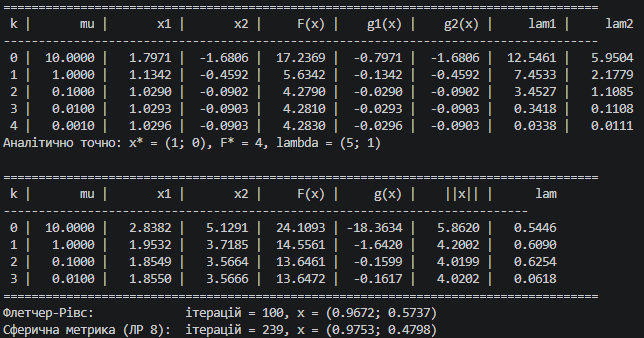 =====================================================================================
k | mu | x1 | x2 | F(x) | g1(x) | g2(x) | lam1 | lam2
-------------------------------------------------------------------------------------
0 | 10.0000 | 1.7971 | -1.6806 | 17.2369 | -0.7971 | -1.6806 | 12.5461 | 5.9504
1 | 1.0000 | 1.1342 | -0.4592 | 5.6342 | -0.1342 | -0.4592 | 7.4533 | 2.1779
2 | 0.1000 | 1.0290 | -0.0902 | 4.2790 | -0.0290 | -0.0902 | 3.4527 | 1.1085
3 | 0.0100 | 1.0293 | -0.0903 | 4.2810 | -0.0293 | -0.0903 | 0.3418 | 0.1108
4 | 0.0010 | 1.0296 | -0.0903 | 4.2830 | -0.0296 | -0.0903 | 0.0338 | 0.0111
Аналітично точно: x* = (1; 0), F* = 4, lambda = (5; 1)
=====================================================================================
k | mu | x1 | x2 | F(x) | g(x) | ||x|| | lam
---------------------------------------------------------------------------
0 | 10.0000 | 2.8382 | 5.1291 | 24.1093 | -18.3634 | 5.8620 | 0.5446
1 | 1.0000 | 1.9532 | 3.7185 | 14.5561 | -1.6420 | 4.2002 | 0.6090
2 | 0.1000 | 1.8549 | 3.5664 | 13.6461 | -0.1599 | 4.0199 | 0.6254
3 | 0.0100 | 1.8550 | 3.5666 | 13.6472 | -0.1617 | 4.0202 | 0.0618
=====================================================================================
Флетчер-Рівс: ітерацій = 100, x = (0.9672; 0.5737)
Сферична метрика (ЛР 8): ітерацій = 239, x = (0.9753; 0.4798)